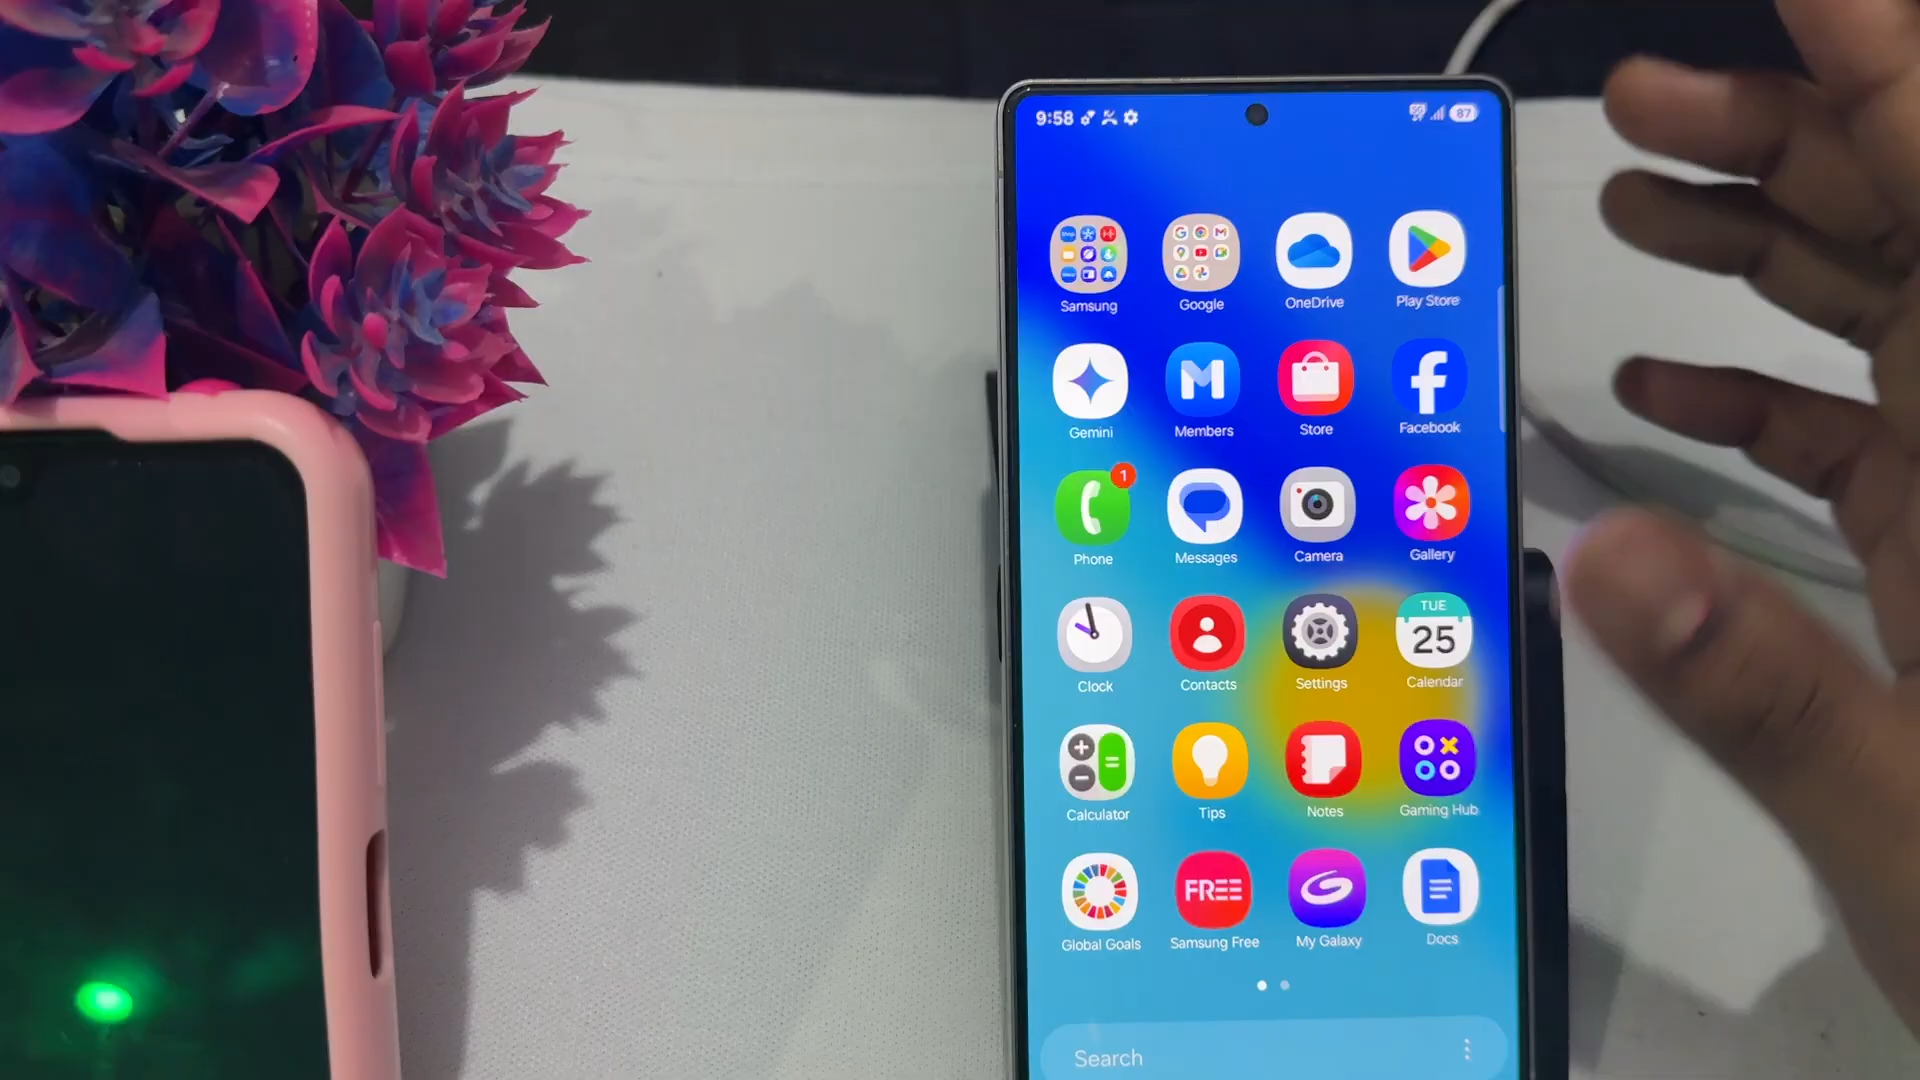 9:58 87
Samsung Google OneDrive Play Store
Gemini Members Store Facebook
1
Phone Messages Camera Gallery
TUE
25
Clock Contacts Settings Calendar
Calculator Tips Notes Gaming Hub
FREE
Global Goals Samsung Free My Galaxy Docs
Search